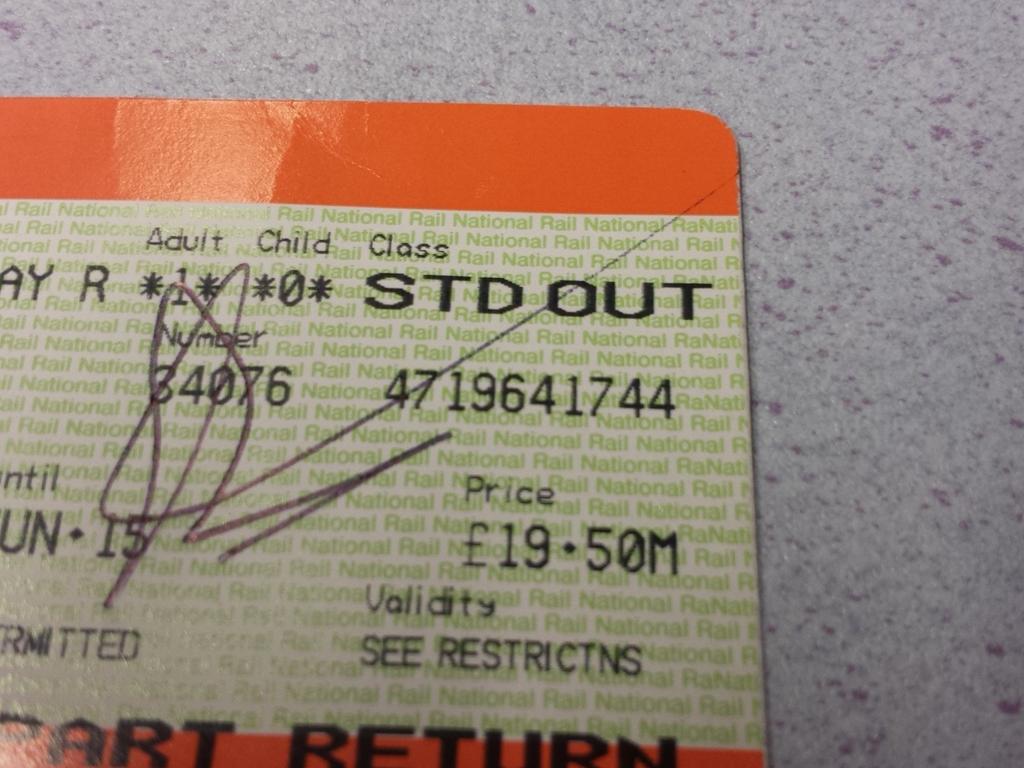 Adult Child Class
AY R *1* *0* STD OUT
Number
34076 4719641744
ntil Price
UN·15 £19·50M
Validity
RMITTED SEE RESTRICTNS
PART RETURN